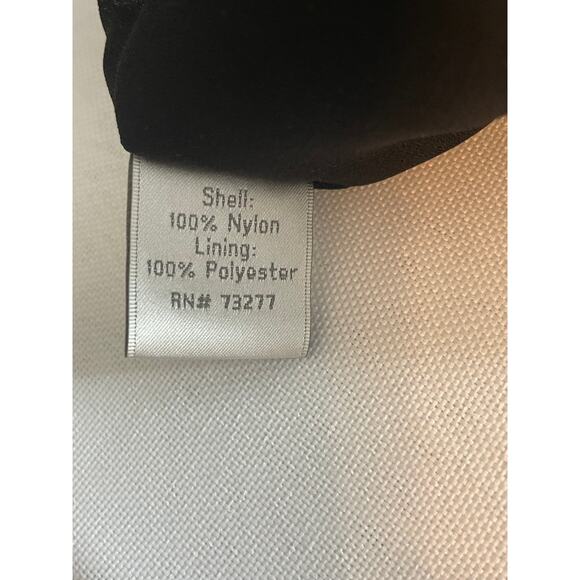 Shell:
100% Nylon
Lining:
100% Polyester
RN# 73277